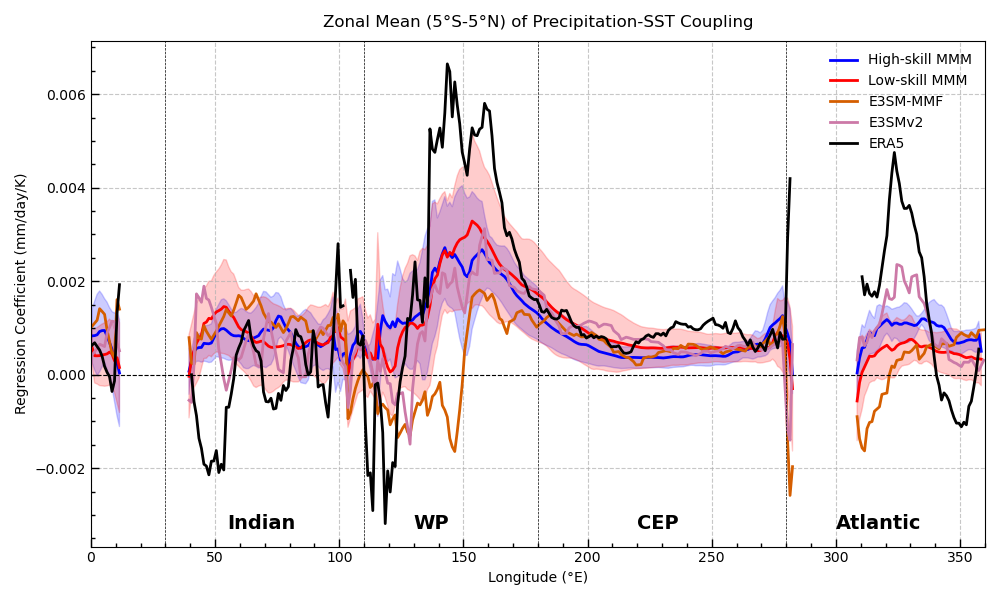 Zonal Mean (5°S-5°N) of Precipitation-SST Coupling
Regression Coefficient (mm/day/K)
0.006
0.004
0.002
0.000
−0.002
High-skill MMM
Low-skill MMM
E3SM-MMF
E3SMv2
ERA5
Indian
WP
CEP
Atlantic
0
50
100
150
200
250
300
350
Longitude (°E)